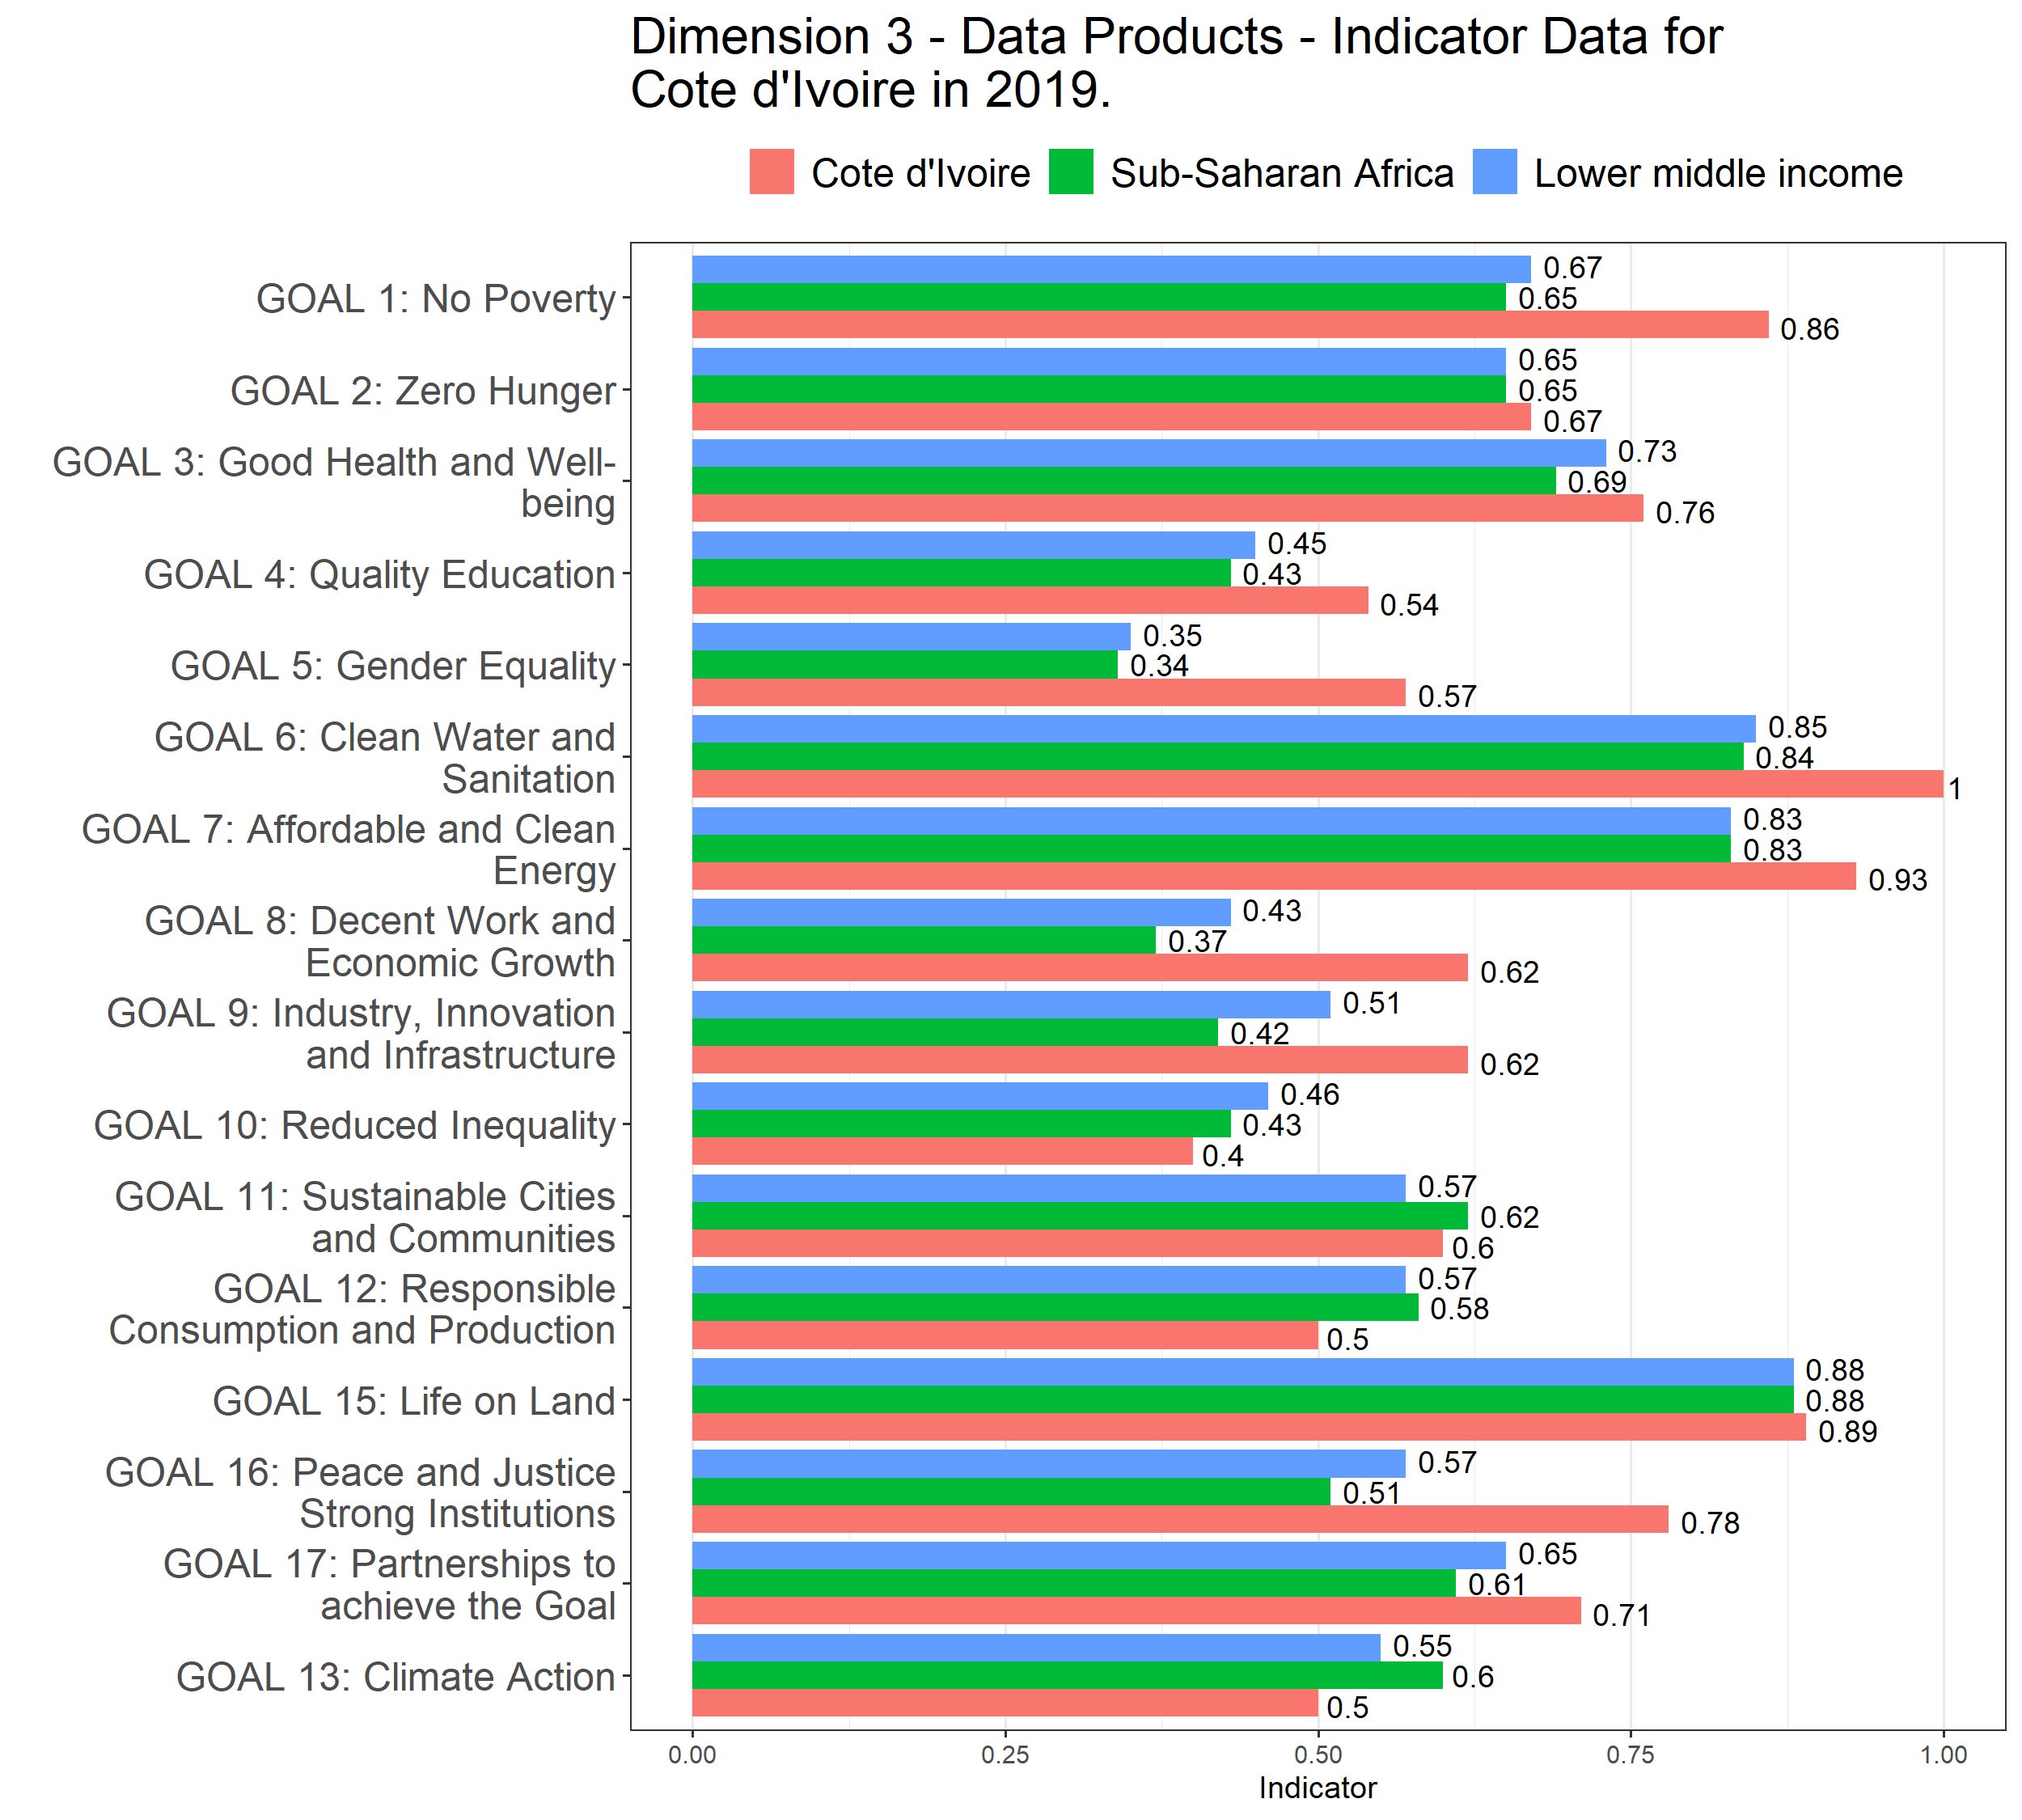 Dimension 3 - Data Products - Indicator Data for
Cote d'Ivoire in 2019.
Cote d'Ivoire Sub-Saharan Africa Lower middle income
GOAL 1: No Poverty
0.67
0.65
0.86
GOAL 2: Zero Hunger
0.65
0.65
0.67
GOAL 3: Good Health and Well-
being
0.73
0.69
0.76
GOAL 4: Quality Education
0.45
0.43
0.54
GOAL 5: Gender Equality
0.35
0.34
0.57
GOAL 6: Clean Water and
Sanitation
0.85
0.84
1
GOAL 7: Affordable and Clean
Energy
0.83
0.83
0.93
GOAL 8: Decent Work and
Economic Growth
0.43
0.37
0.62
GOAL 9: Industry, Innovation
and Infrastructure
0.51
0.42
0.62
GOAL 10: Reduced Inequality
0.46
0.43
0.4
GOAL 11: Sustainable Cities
and Communities
0.57
0.62
0.6
GOAL 12: Responsible
Consumption and Production
0.57
0.58
0.5
GOAL 15: Life on Land
0.88
0.88
0.89
GOAL 16: Peace and Justice
Strong Institutions
0.57
0.51
0.78
GOAL 17: Partnerships to
achieve the Goal
0.65
0.61
0.71
GOAL 13: Climate Action
0.55
0.6
0.5
0.00 0.25 0.50 0.75 1.00
Indicator